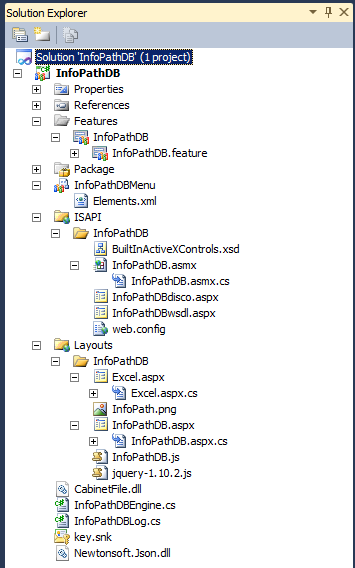 Solution Explorer
Solution 'InfoPathDB' (1 project)
InfoPathDB
Properties
References
Features
InfoPathDB
InfoPathDB.feature
Package
InfoPathDBMenu
Elements.xml
ISAPI
InfoPathDB
BuiltInActiveXControls.xsd
InfoPathDB.asmx
InfoPathDB.asmx.cs
InfoPathDBdisco.aspx
InfoPathDBwsdl.aspx
web.config
Layouts
InfoPathDB
Excel.aspx
Excel.aspx.cs
InfoPath.png
InfoPathDB.aspx
InfoPathDB.aspx.cs
InfoPathDB.js
jquery-1.10.2.js
CabinetFile.dll
InfoPathDBEngine.cs
InfoPathDBLog.cs
key.snk
Newtonsoft.Json.dll